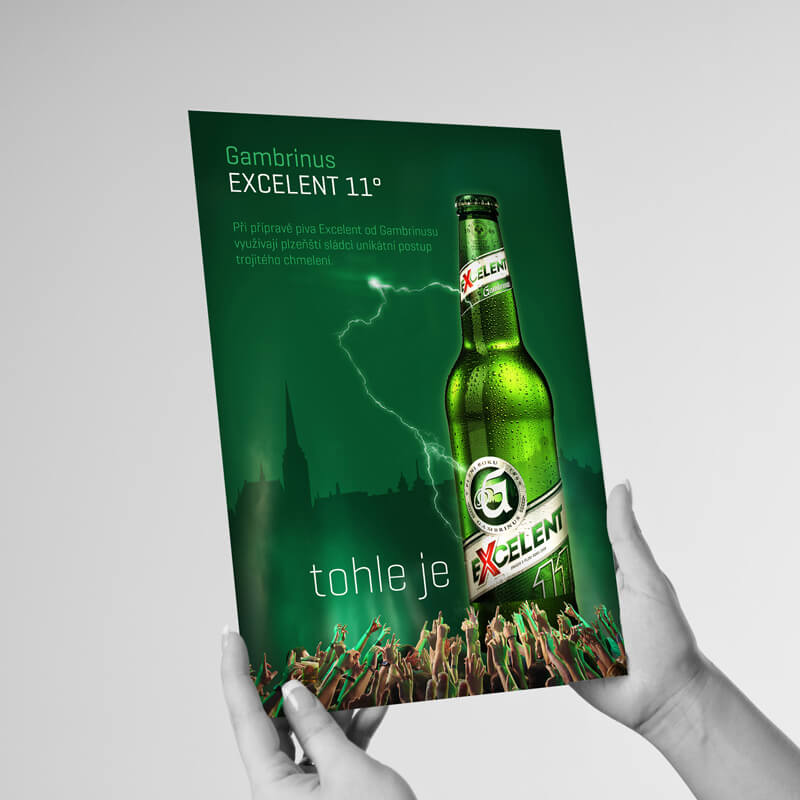 Gambrinus
EXCELENT 11°
Při přípravě piva Excelent od Gambrinusu
využívají plzeňští sládci unikátní postup
trojitého chmelení.
EXCELENT
Gambrinus
GAMBRINUS
EXCELENT
11
tohle je